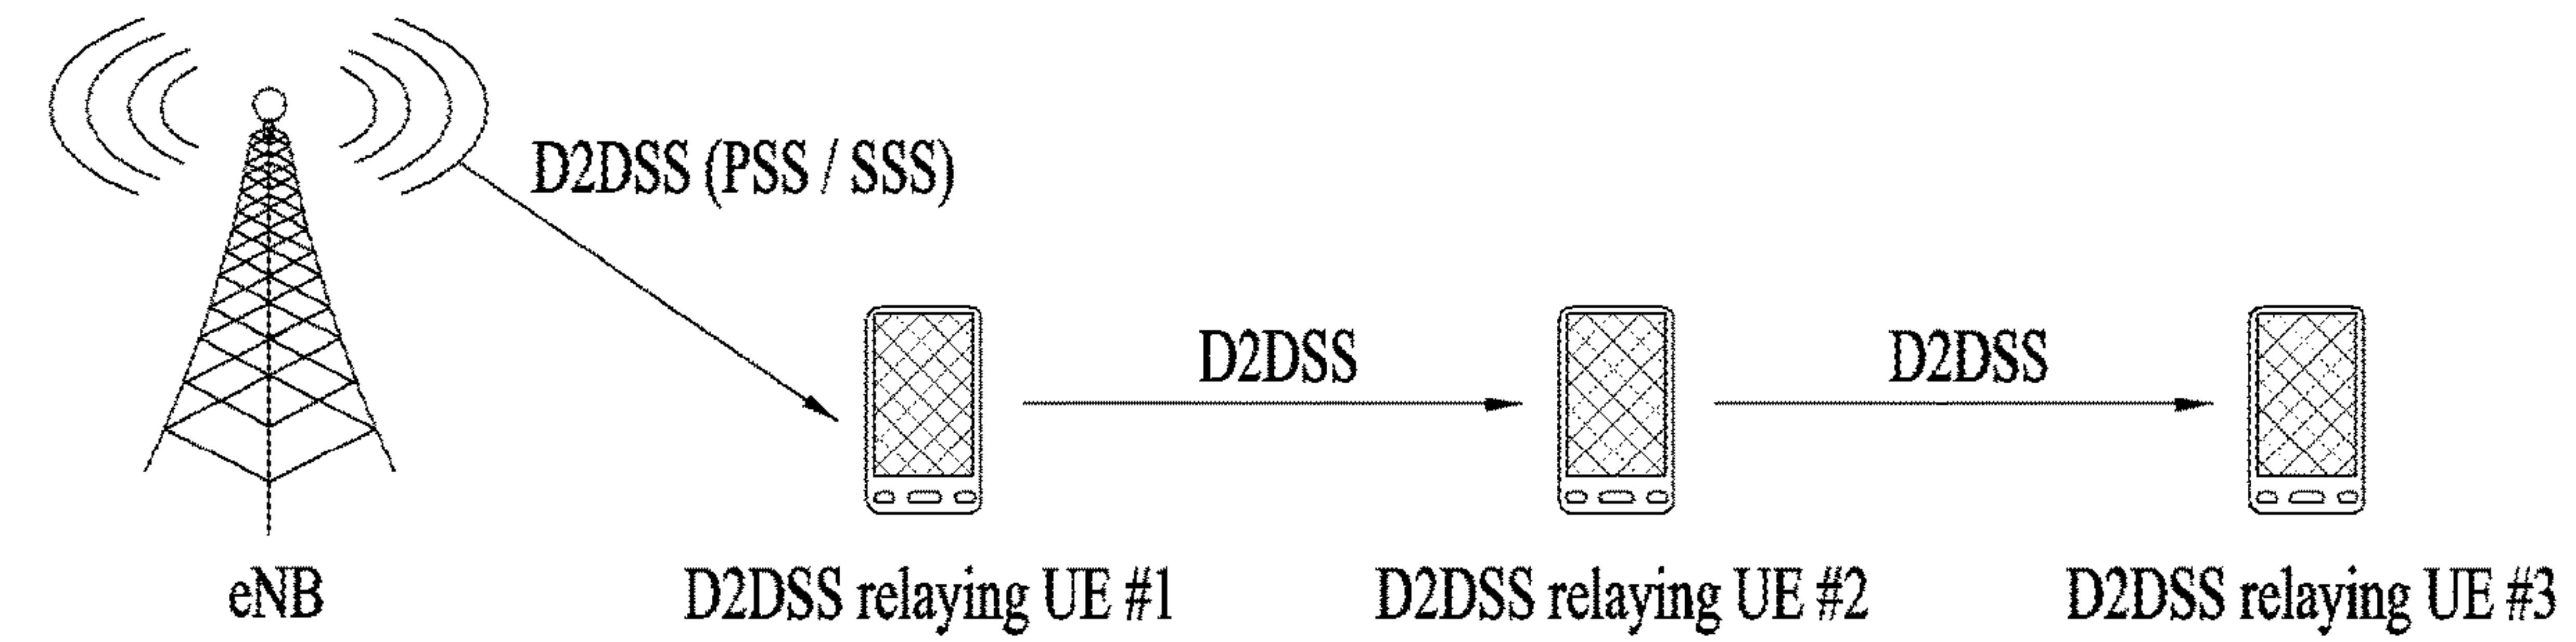 D2DSS (PSS / SSS)
D2DSS
D2DSS
eNB
D2DSS relaying UE #1
D2DSS relaying UE #2
D2DSS relaying UE #3